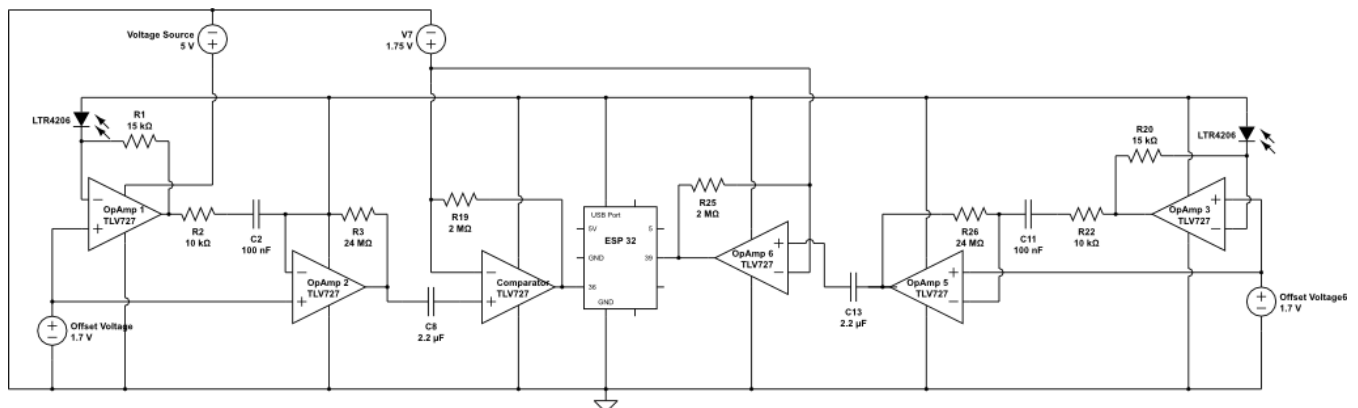 Voltage Source
5 V
V7
1.75 V
LTR4206
R1
15 kΩ
OpAmp 1
TLV727
R2
10 kΩ
C2
100 nF
R3
24 MΩ
OpAmp 2
TLV727
Offset Voltage
1.7 V
C8
2.2 µF
R19
2 MΩ
Comparator
TLV727
USB Port
5V
5
ESP 32
GND
39
36
GND
R25
2 MΩ
OpAmp 6
TLV727
C13
2.2 µF
R26
24 MΩ
OpAmp 5
TLV727
C11
100 nF
R22
10 kΩ
R20
15 kΩ
LTR4206
OpAmp 3
TLV727
Offset Voltage6
1.7 V